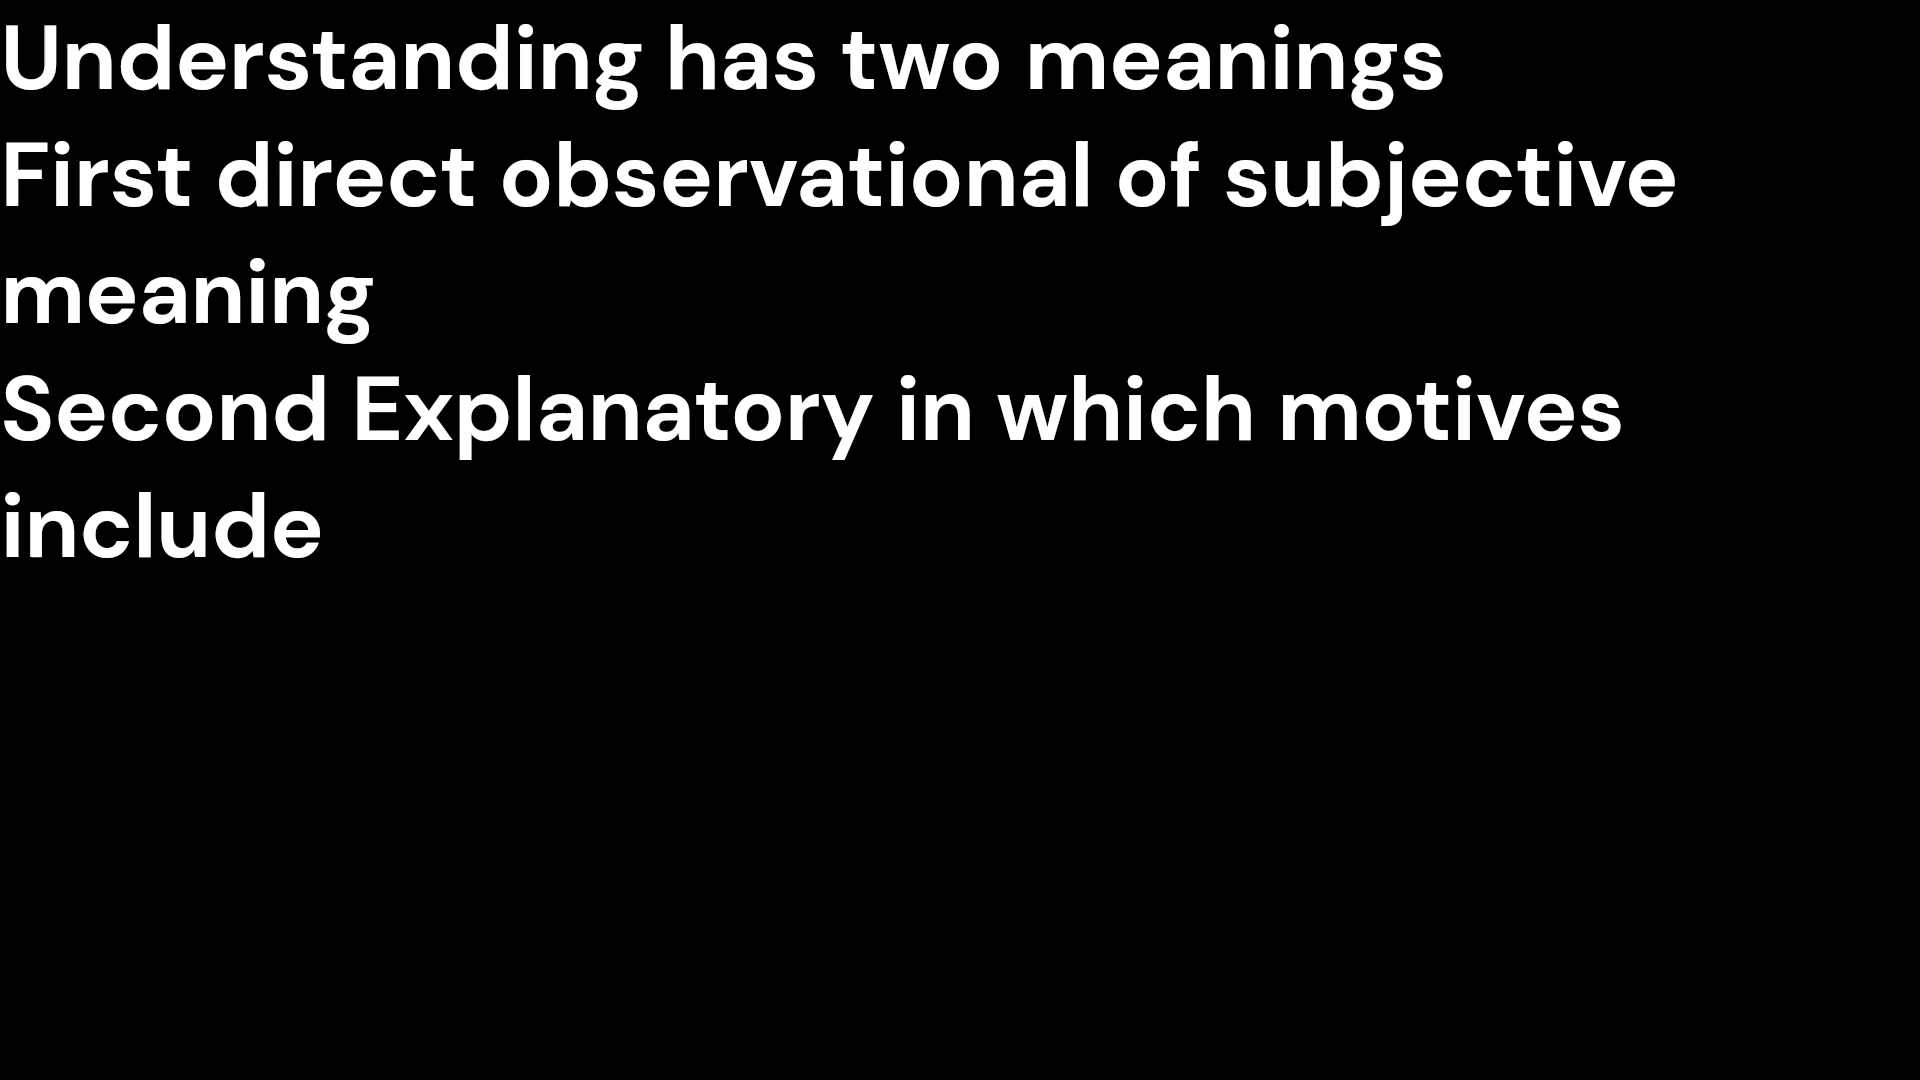 Understanding has two meanings
First direct observational of subjective
meaning
Second Explanatory in which motives
include